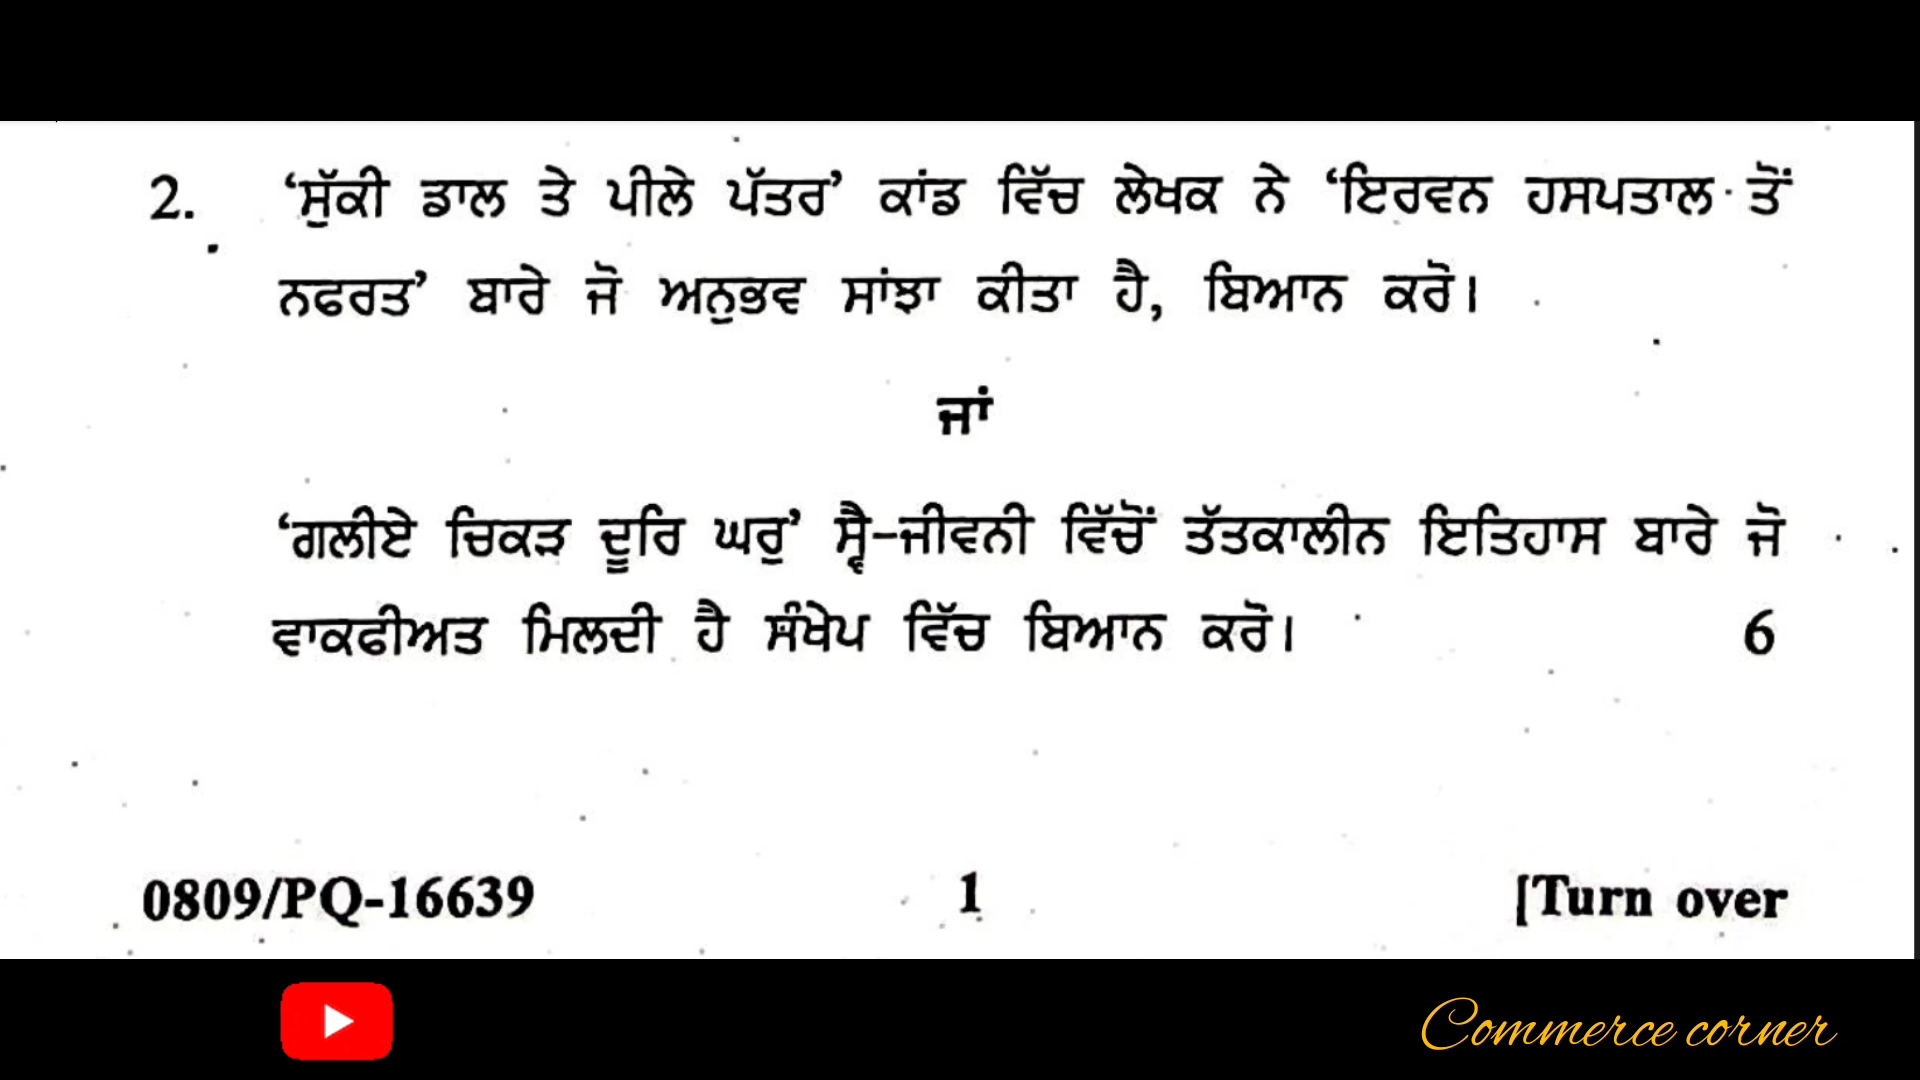 2. ‘ਸੁੱਕੀ ਡਾਲ ਤੇ ਪੀਲੇ ਪੱਤਰ’ ਕਾਂਡ ਵਿੱਚ ਲੇਖਕ ਨੇ ‘ਇਰਵਨ ਹਸਪਤਾਲ ਤੋਂ
ਨਫਰਤ’ ਬਾਰੇ ਜੋ ਅਨੁਭਵ ਸਾਂਝਾ ਕੀਤਾ ਹੈ, ਬਿਆਨ ਕਰੋ।
ਜਾਂ
‘ਗਲੀਏ ਚਿਕੜ ਦੂਰਿ ਘਰੁ’ ਸ੍ਵੈ-ਜੀਵਨੀ ਵਿੱਚੋਂ ਤੱਤਕਾਲੀਨ ਇਤਿਹਾਸ ਬਾਰੇ ਜੋ
ਵਾਕਫੀਅਤ ਮਿਲਦੀ ਹੈ ਸੰਖੇਪ ਵਿੱਚ ਬਿਆਨ ਕਰੋ। 6
0809/PQ-16639 1 [Turn over
Commerce corner